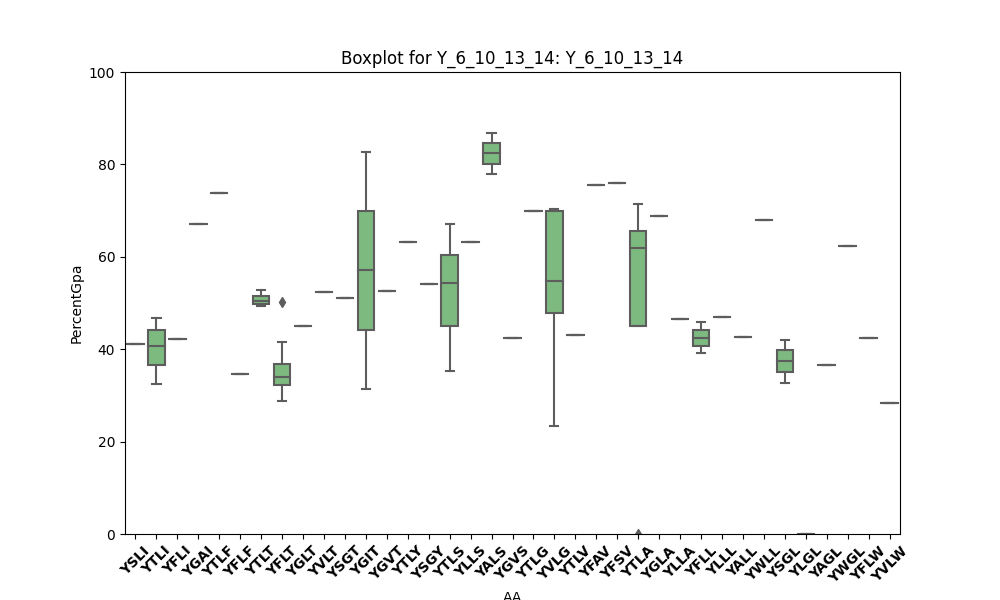 Boxplot for Y_6_10_13_14: Y_6_10_13_14
100
80
60
40
20
0
PercentGpa
YSLI
YTLI
YFLI
YGAI
YTLF
YFLF
YTLT
YFLT
YGLT
YVLT
YSGT
YGIT
YGVT
YTLY
YSGY
YTLS
YLLS
YALS
YGVS
YTLG
YVLG
YTLV
YFAV
YFSV
YTLA
YGLA
YLLA
YFLL
YLLL
YALL
YWLL
YSGL
YLGL
YAGL
YWGL
YFLW
YVLW
AA